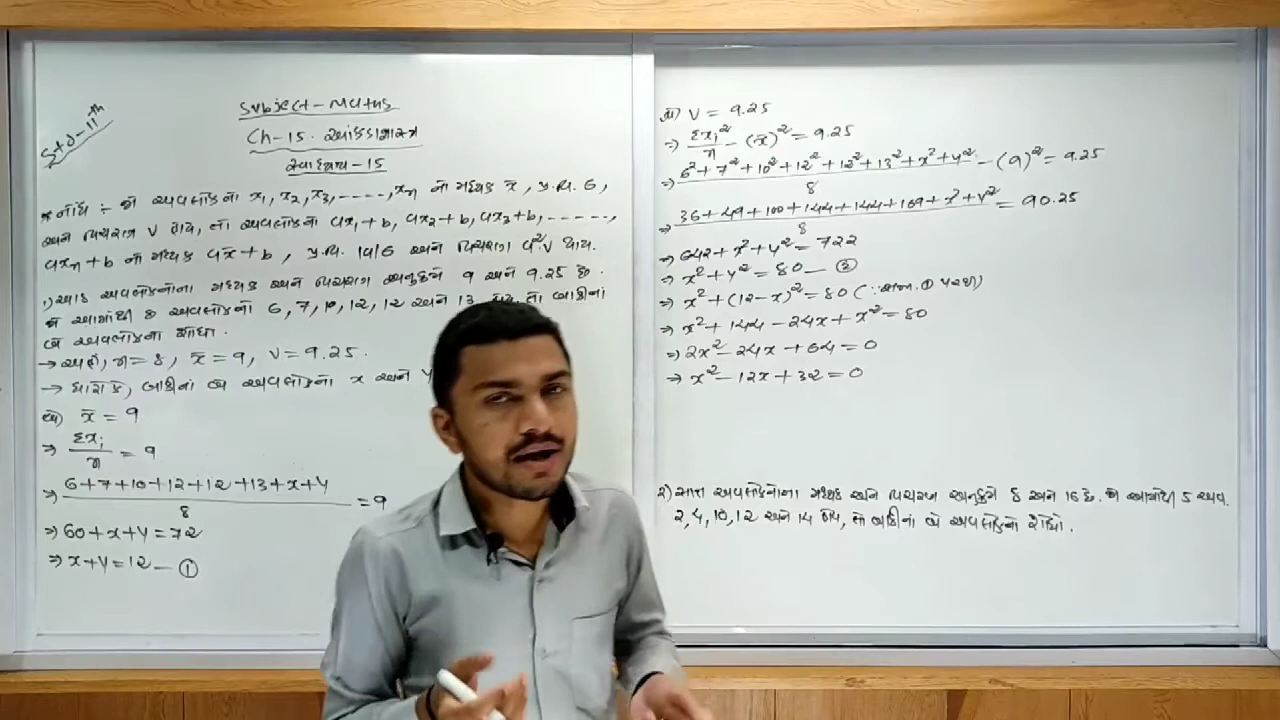 Std-11th
Subject-Maths
Ch-15. આંકડાશાસ્ત્ર
સ્વાધ્યાય-15
* નોંધ :- જો અવલોકનો x₁, x₂, x₃, ....., xₙ નો મધ્યક x̄, પ્ર.વિ. σ,
અને વિચરણ V હોય, તો અવલોકનો ax₁+b, ax₂+b, ax₃+b, ......,
axₙ+b નો મધ્યક ax̄+b, પ્ર.વિ. |a|σ અને વિચરણ a²V થાય.
1) આઠ અવલોકનોના મધ્યક અને વિચરણ અનુક્રમે 9 અને 9.25 છે.
જો આમાંથી છ અવલોકનો 6, 7, 10, 12, 12 અને 13 હોય, તો બાકીનાં
બે અવલોકનો શોધો.
→ અહીં, n = 8, x̄ = 9, V = 9.25.
→ ધારો કે, બાકીનાં બે અવલોકનો x અને y
x̄ = 9
⇒ Σxᵢ/n = 9
⇒ (6+7+10+12+12+13+x+y)/8 = 9
⇒ 60+x+y = 72
⇒ x+y = 12 — ①
V = 9.25
⇒ Σxᵢ²/n - (x̄)² = 9.25
⇒ (6²+7²+10²+12²+12²+13²+x²+y²)/8 - (9)² = 9.25
⇒ (36+49+100+144+144+169+x²+y²)/8 = 90.25
⇒ 642+x²+y² = 722
⇒ x²+y² = 80 — ②
⇒ x²+(12-x)² = 80 (∵ સમી. ① પરથી)
⇒ x²+144-24x+x² = 80
⇒ 2x²-24x+64 = 0
⇒ x²-12x+32 = 0
2) સાત અવલોકનોના મધ્યક અને વિચરણ અનુક્રમે 8 અને 16 છે. જો આમાંથી 5 અવ.
2, 4, 10, 12 અને 14 હોય, તો બાકીનાં બે અવલોકનો શોધો.